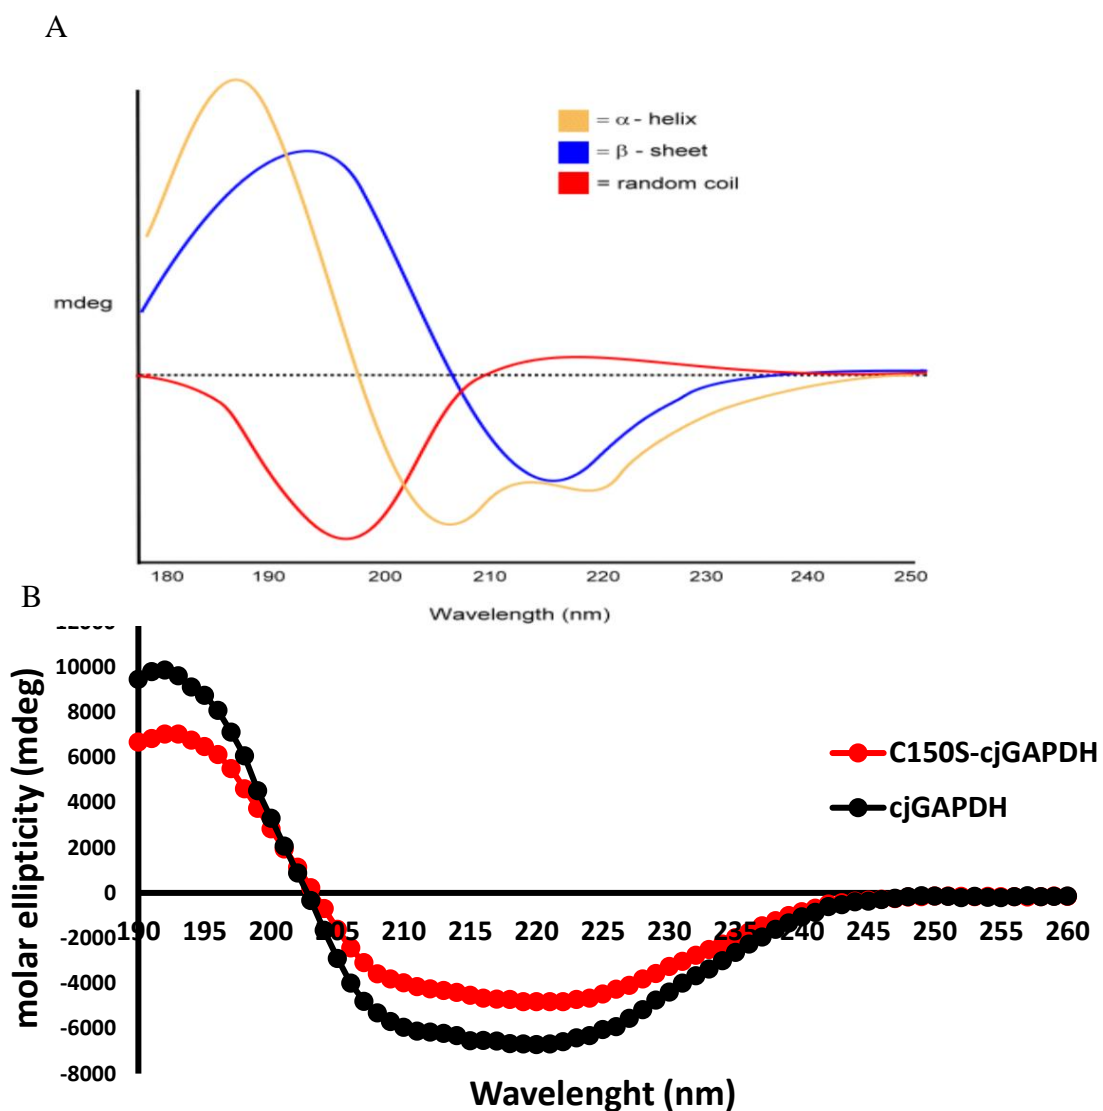 A
= α - helix
= β - sheet
= random coil
mdeg
180 190 200 210 220 230 240 250
Wavelength (nm)
B
12000
10000
8000
6000
4000
2000
0
-2000
-4000
-6000
-8000
molar ellipticity (mdeg)
C150S-cjGAPDH
cjGAPDH
190 195 200 205 210 215 220 225 230 235 240 245 250 255 260
Wavelenght (nm)